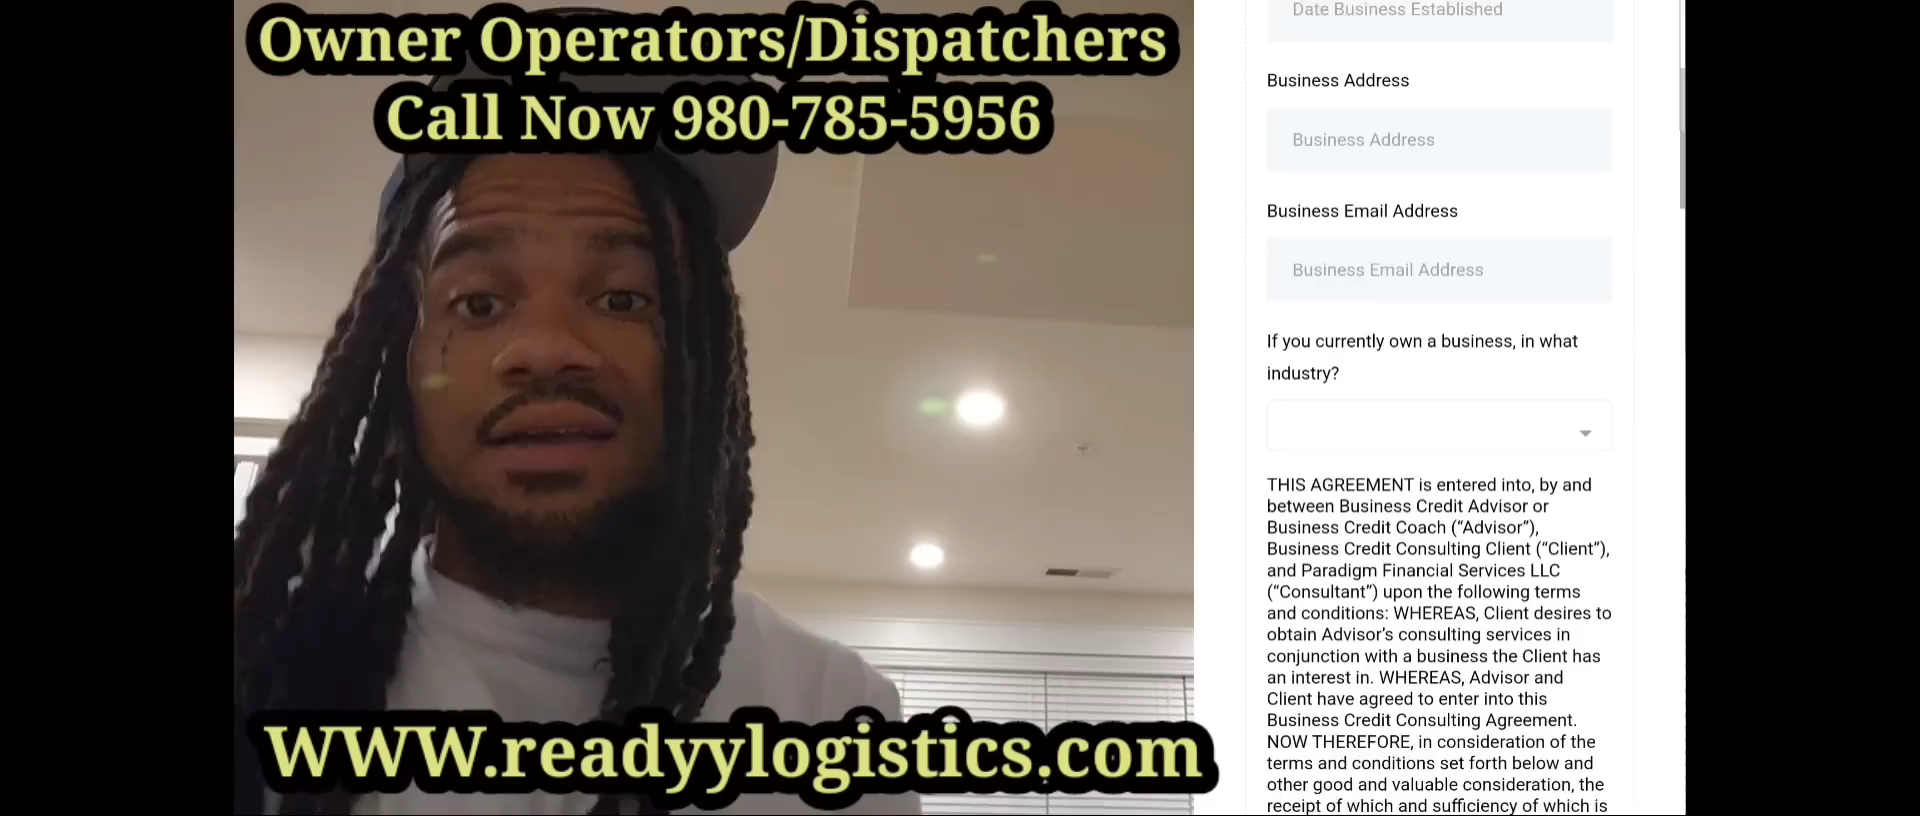 Owner Operators/Dispatchers
Call Now 980-785-5956
WWW.readyylogistics.com
Date Business Established
Business Address
Business Address
Business Email Address
Business Email Address
If you currently own a business, in what
industry?
THIS AGREEMENT is entered into, by and
between Business Credit Advisor or
Business Credit Coach (“Advisor”),
Business Credit Consulting Client (“Client”),
and Paradigm Financial Services LLC
(“Consultant”) upon the following terms
and conditions: WHEREAS, Client desires to
obtain Advisor’s consulting services in
conjunction with a business the Client has
an interest in. WHEREAS, Advisor and
Client have agreed to enter into this
Business Credit Consulting Agreement.
NOW THEREFORE, in consideration of the
terms and conditions set forth below and
other good and valuable consideration, the
receipt of which and sufficiency of which is